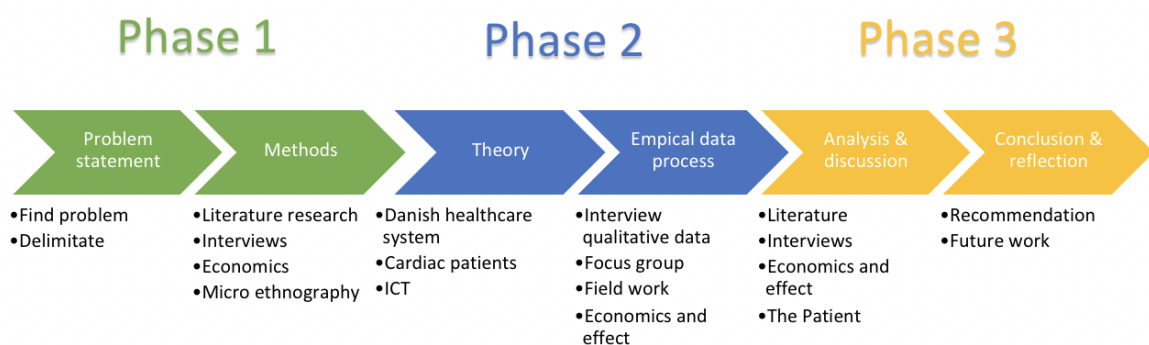 Phase 1
Phase 2
Phase 3
Problem
statement
Methods
Theory
Empical data
process
Analysis &
discussion
Conclusion &
reflection
•Find problem
•Delimitate
•Literature research
•Interviews
•Economics
•Micro ethnography
•Danish healthcare
system
•Cardiac patients
•ICT
•Interview
qualitative data
•Focus group
•Field work
•Economics and
effect
•Literature
•Interviews
•Economics and
effect
•The Patient
•Recommendation
•Future work